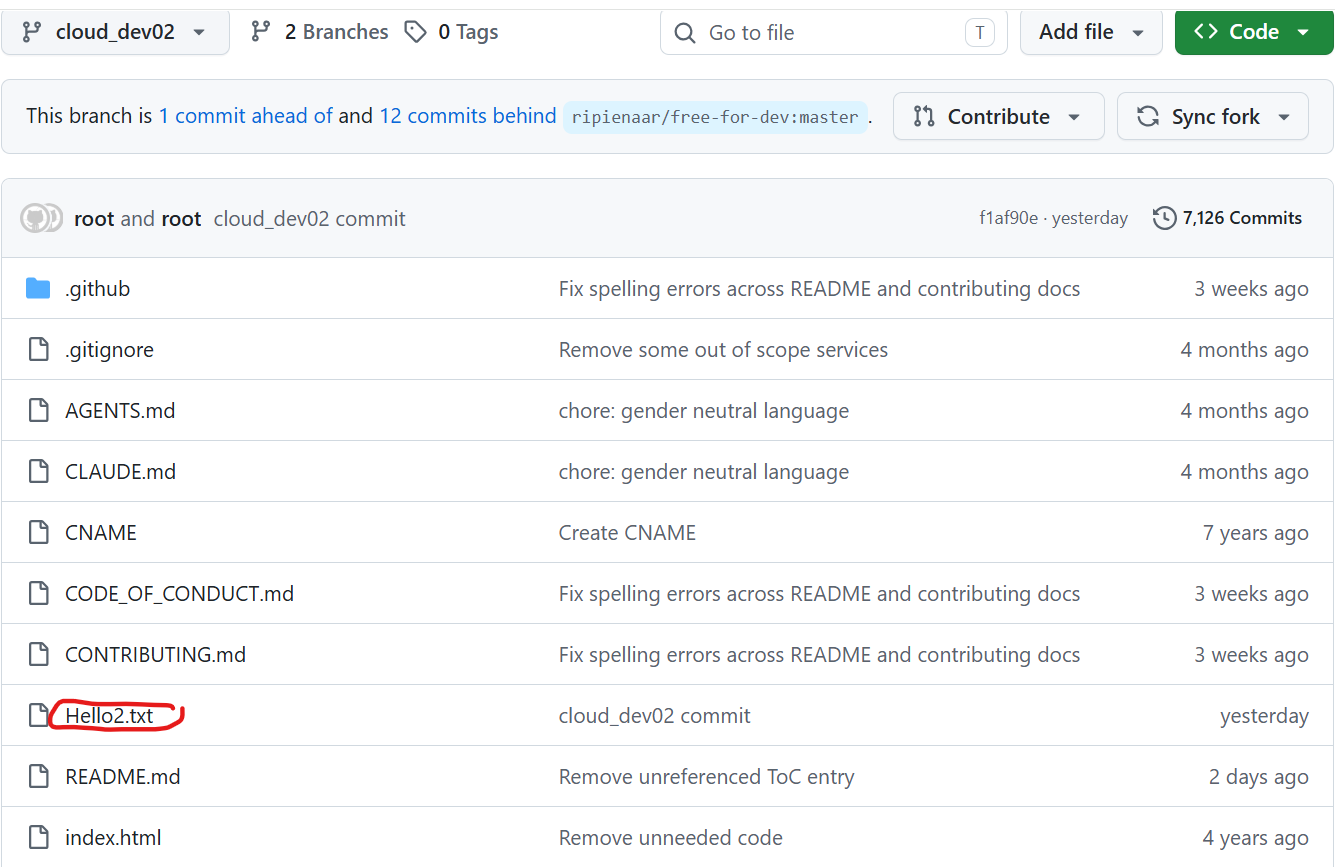 cloud_dev02 2 Branches 0 Tags Go to file T Add file Code
This branch is 1 commit ahead of and 12 commits behind ripienaar/free-for-dev:master . Contribute Sync fork
root and root cloud_dev02 commit f1af90e · yesterday 7,126 Commits
.github Fix spelling errors across README and contributing docs 3 weeks ago
.gitignore Remove some out of scope services 4 months ago
AGENTS.md chore: gender neutral language 4 months ago
CLAUDE.md chore: gender neutral language 4 months ago
CNAME Create CNAME 7 years ago
CODE_OF_CONDUCT.md Fix spelling errors across README and contributing docs 3 weeks ago
CONTRIBUTING.md Fix spelling errors across README and contributing docs 3 weeks ago
Hello2.txt cloud_dev02 commit yesterday
README.md Remove unreferenced ToC entry 2 days ago
index.html Remove unneeded code 4 years ago